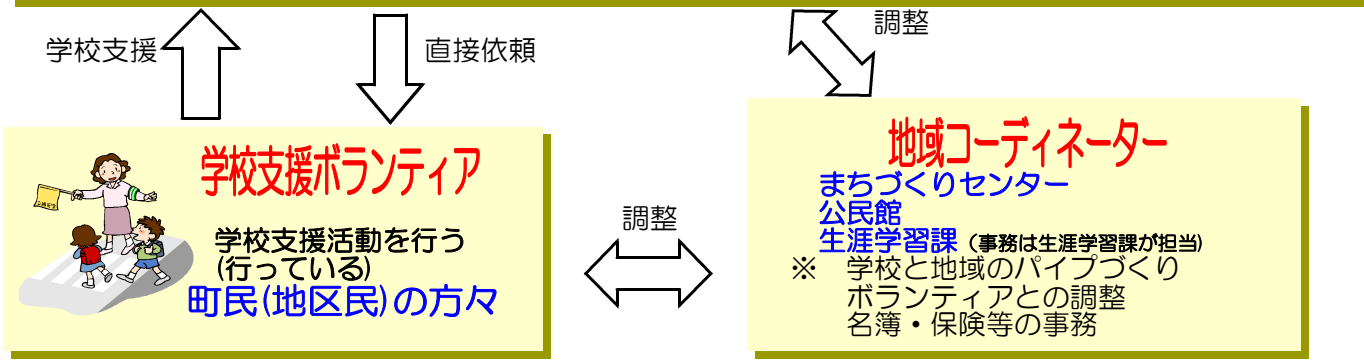 学校支援
直接依頼
調整
学校支援ボランティア
学校支援活動を行う
(行っている)
町民(地区民)の方々
調整
地域コーディネーター
まちづくりセンター
公民館
生涯学習課（事務は生涯学習課が担当)
※　学校と地域のパイプづくり
ボランティアとの調整
名簿・保険等の事務